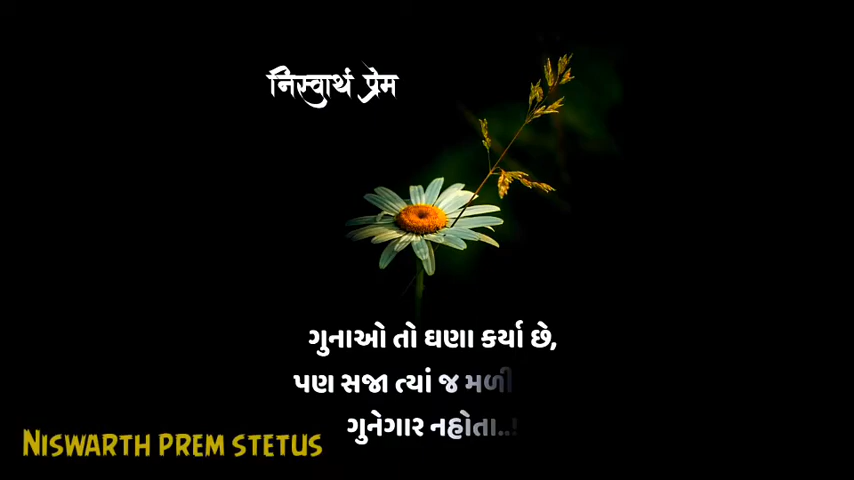 निस्वार्थ प्रेम
ગુનાઓ તો ઘણા કર્યા છે,
પણ સજા ત્યાં જ મળી
ગુનેગાર નહોતા..!
NISWARTH PREM STETUS